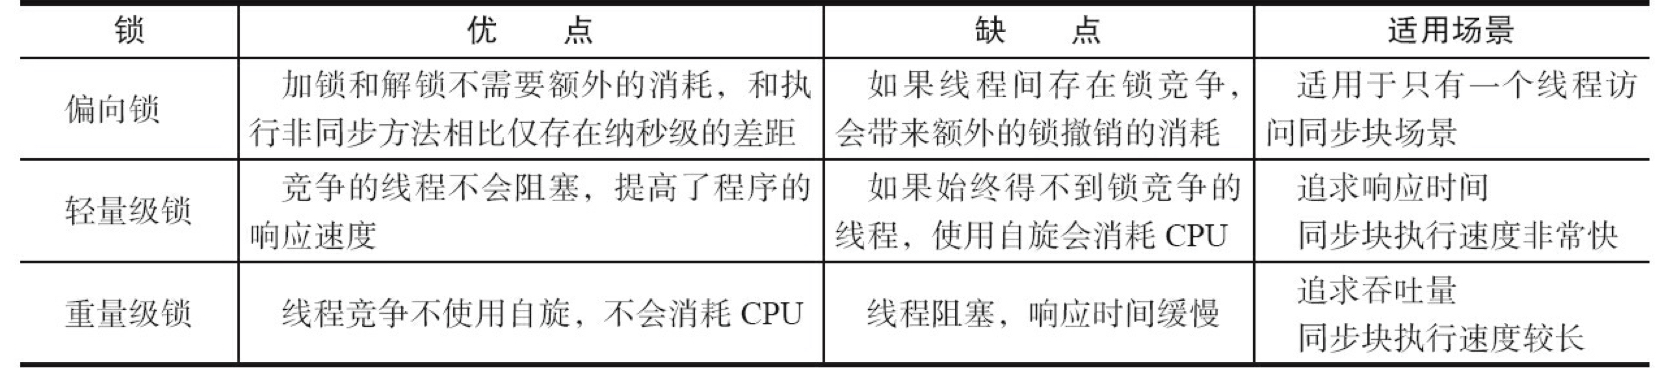 锁 优 点 缺 点 适用场景
偏向锁
加锁和解锁不需要额外的消耗，和执
行非同步方法相比仅存在纳秒级的差距
如果线程间存在锁竞争，
会带来额外的锁撤销的消耗
适用于只有一个线程访
问同步块场景
轻量级锁
竞争的线程不会阻塞，提高了程序的
响应速度
如果始终得不到锁竞争的
线程，使用自旋会消耗 CPU
追求响应时间
同步块执行速度非常快
重量级锁
线程竞争不使用自旋，不会消耗 CPU
线程阻塞，响应时间缓慢
追求吞吐量
同步块执行速度较长